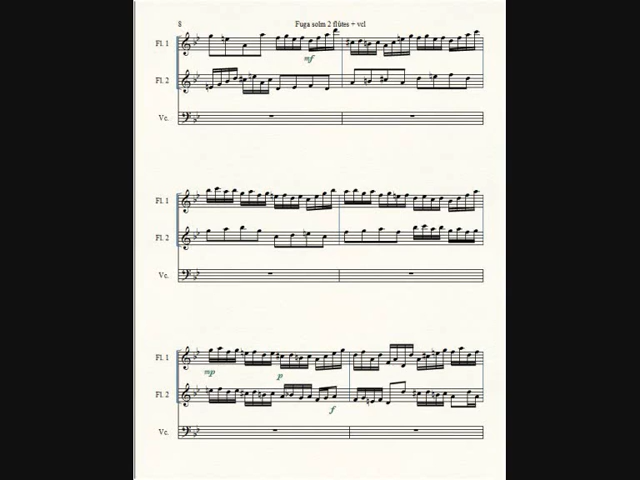 8
Fuga solm 2 flûtes + vcl
Fl. 1
mf
Fl. 2
Vc.
Fl. 1
Fl. 2
Vc.
Fl. 1
mp
p
Fl. 2
f
Vc.